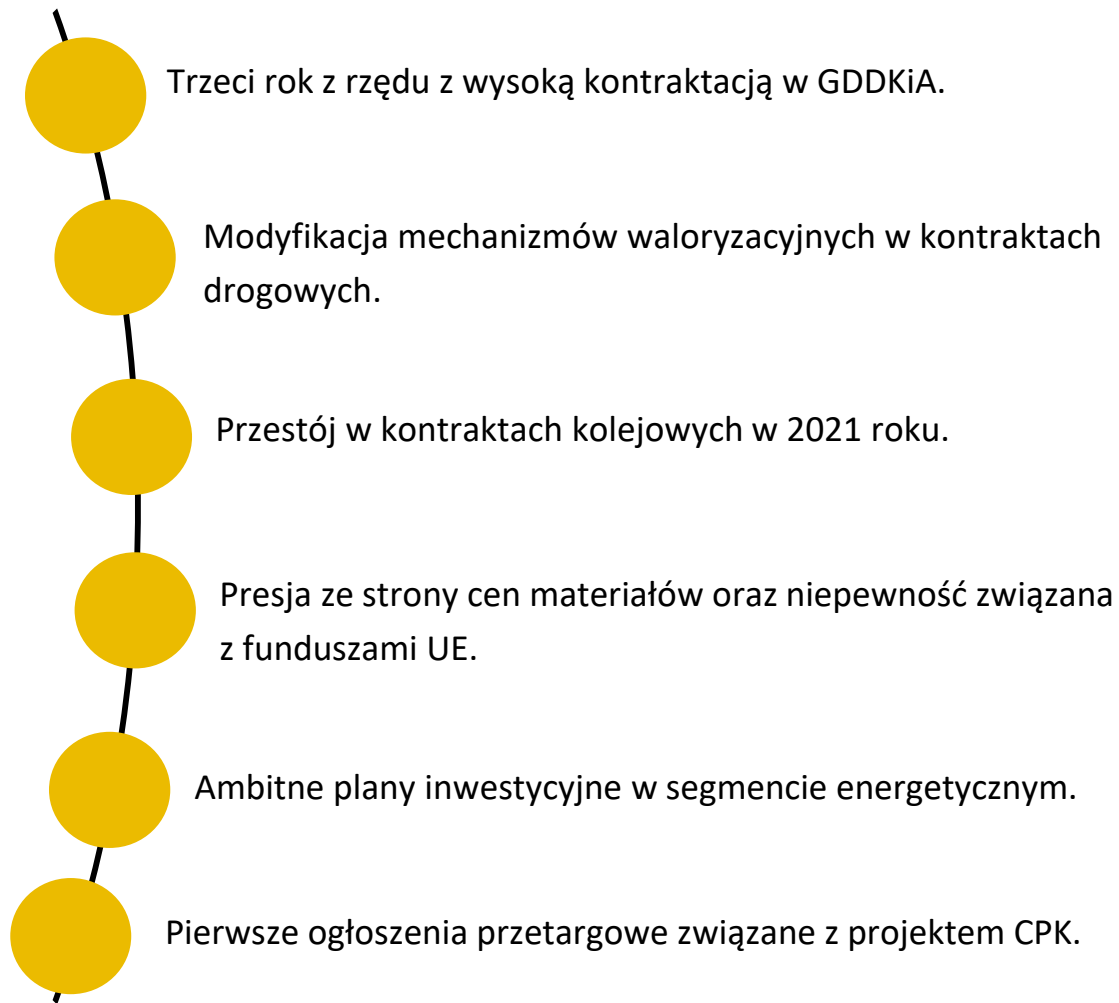 Trzeci rok z rzędu z wysoką kontraktacją w GDDKiA.
Modyfikacja mechanizmów waloryzacyjnych w kontraktach
drogowych.
Przestój w kontraktach kolejowych w 2021 roku.
Presja ze strony cen materiałów oraz niepewność związana
z funduszami UE.
Ambitne plany inwestycyjne w segmencie energetycznym.
Pierwsze ogłoszenia przetargowe związane z projektem CPK.